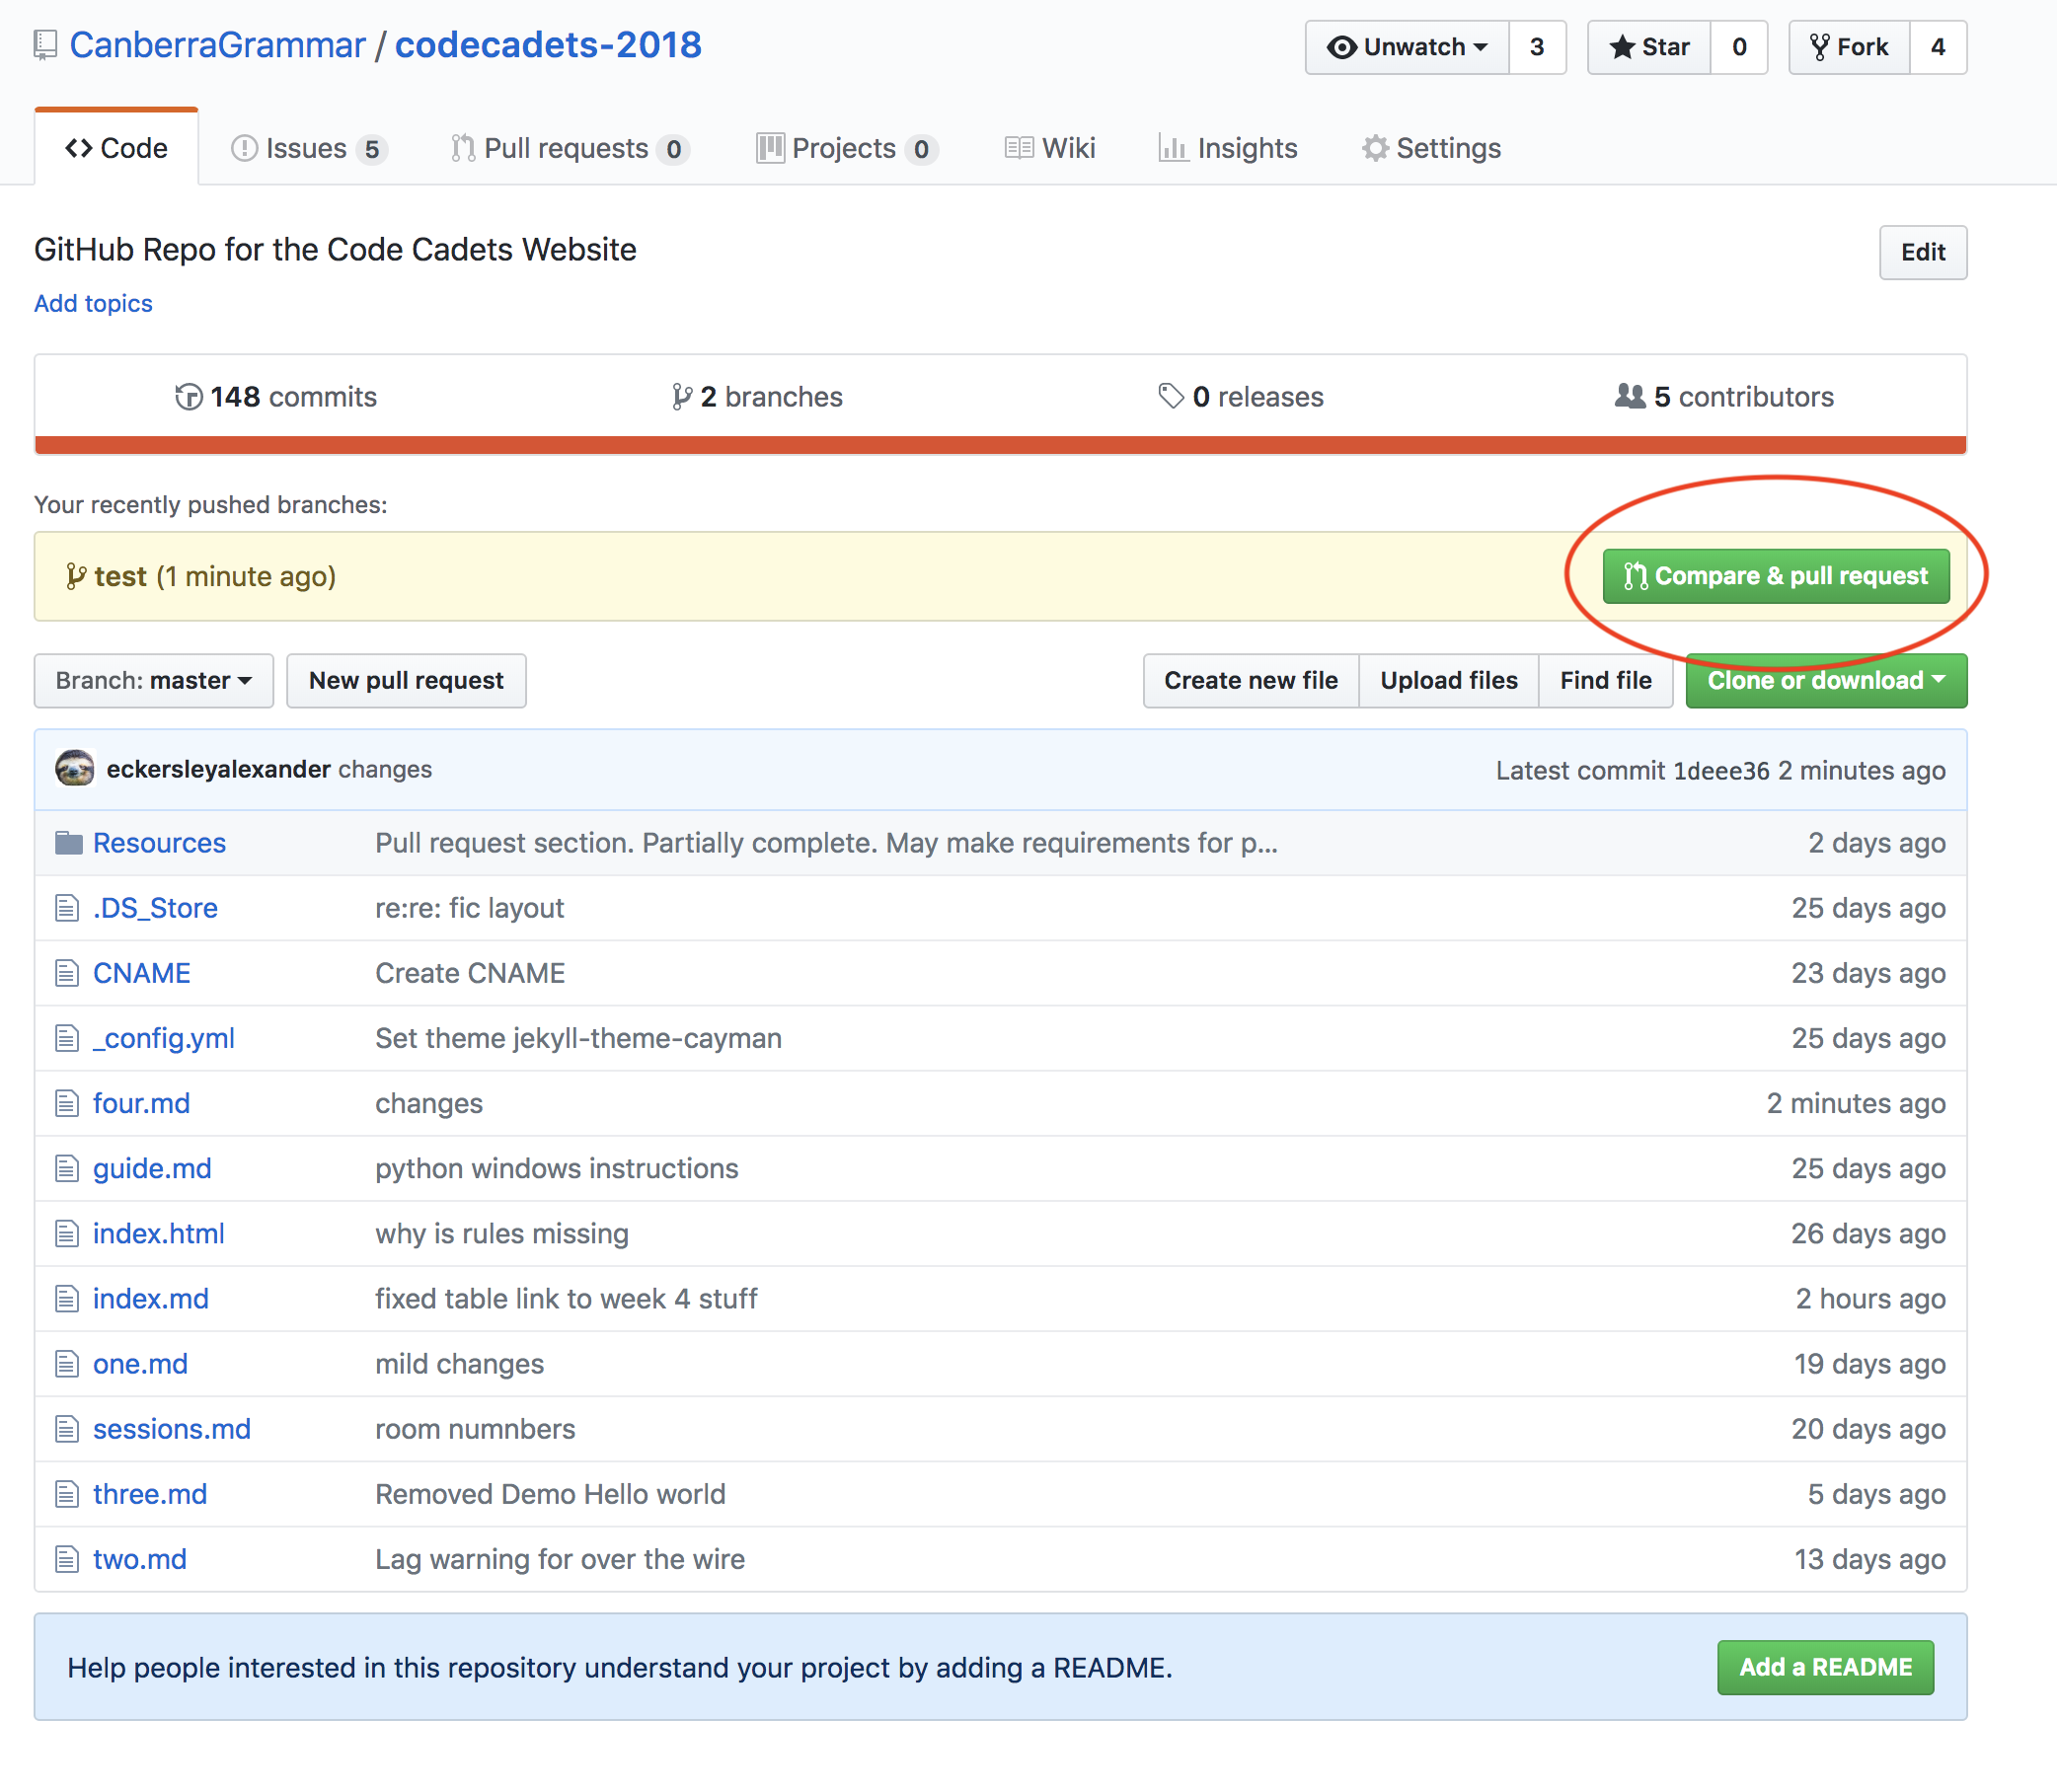 CanberraGrammar / codecadets-2018 Unwatch 3 Star 0 Fork 4
Code Issues 5 Pull requests 0 Projects 0 Wiki Insights Settings
GitHub Repo for the Code Cadets Website Edit
Add topics
148 commits 2 branches 0 releases 5 contributors
Your recently pushed branches:
test (1 minute ago) Compare & pull request
Branch: master New pull request Create new file Upload files Find file Clone or download
eckersleyalexander changes Latest commit 1deee36 2 minutes ago
Resources Pull request section. Partially complete. May make requirements for p... 2 days ago
.DS_Store re:re: fic layout 25 days ago
CNAME Create CNAME 23 days ago
_config.yml Set theme jekyll-theme-cayman 25 days ago
four.md changes 2 minutes ago
guide.md python windows instructions 25 days ago
index.html why is rules missing 26 days ago
index.md fixed table link to week 4 stuff 2 hours ago
one.md mild changes 19 days ago
sessions.md room numnbers 20 days ago
three.md Removed Demo Hello world 5 days ago
two.md Lag warning for over the wire 13 days ago
Help people interested in this repository understand your project by adding a README. Add a README